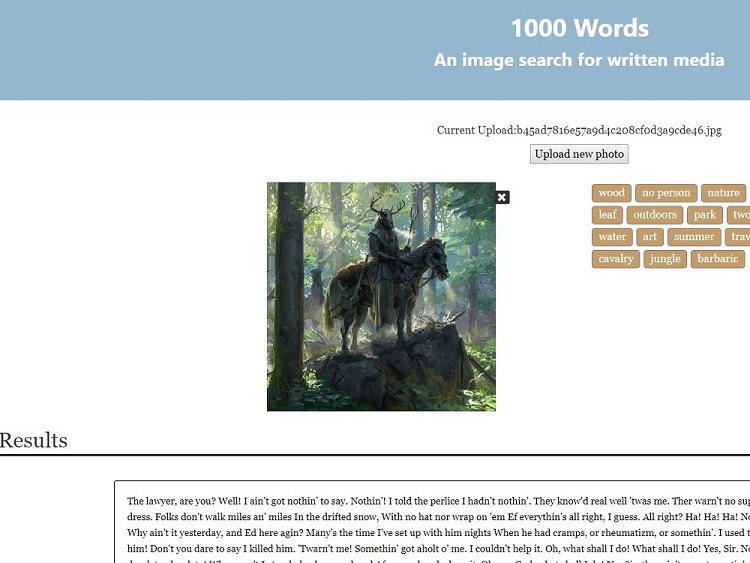 1000 Words
An image search for written media
Current Upload:b45ad7816e57a9d4c208cf0d3a9cde46.jpg
Upload new photo
wood no person nature
leaf outdoors park
water art summer
cavalry jungle barbaric
Results
The lawyer, are you? Well! I ain't got nothin' to say. Nothin'! I told the perlice I hadn't nothin'. They know'd real well 'twas me. Ther warn't no
dress. Folks don't walk miles an' miles In the drifted snow, With no hat nor wrap on 'em Ef everythin's all right, I guess. All right? Ha! Ha! Ha!
Why ain't it yesterday, and Ed here agin? Many's the time I've set up with him nights When he had cramps, or rheumatizm, or somethin'. I used
him! Don't you dare to say I killed him. 'Twarn't me! Somethin' got aholt o' me. I couldn't help it. Oh, what shall I do! What shall I do! Yes, Sir.